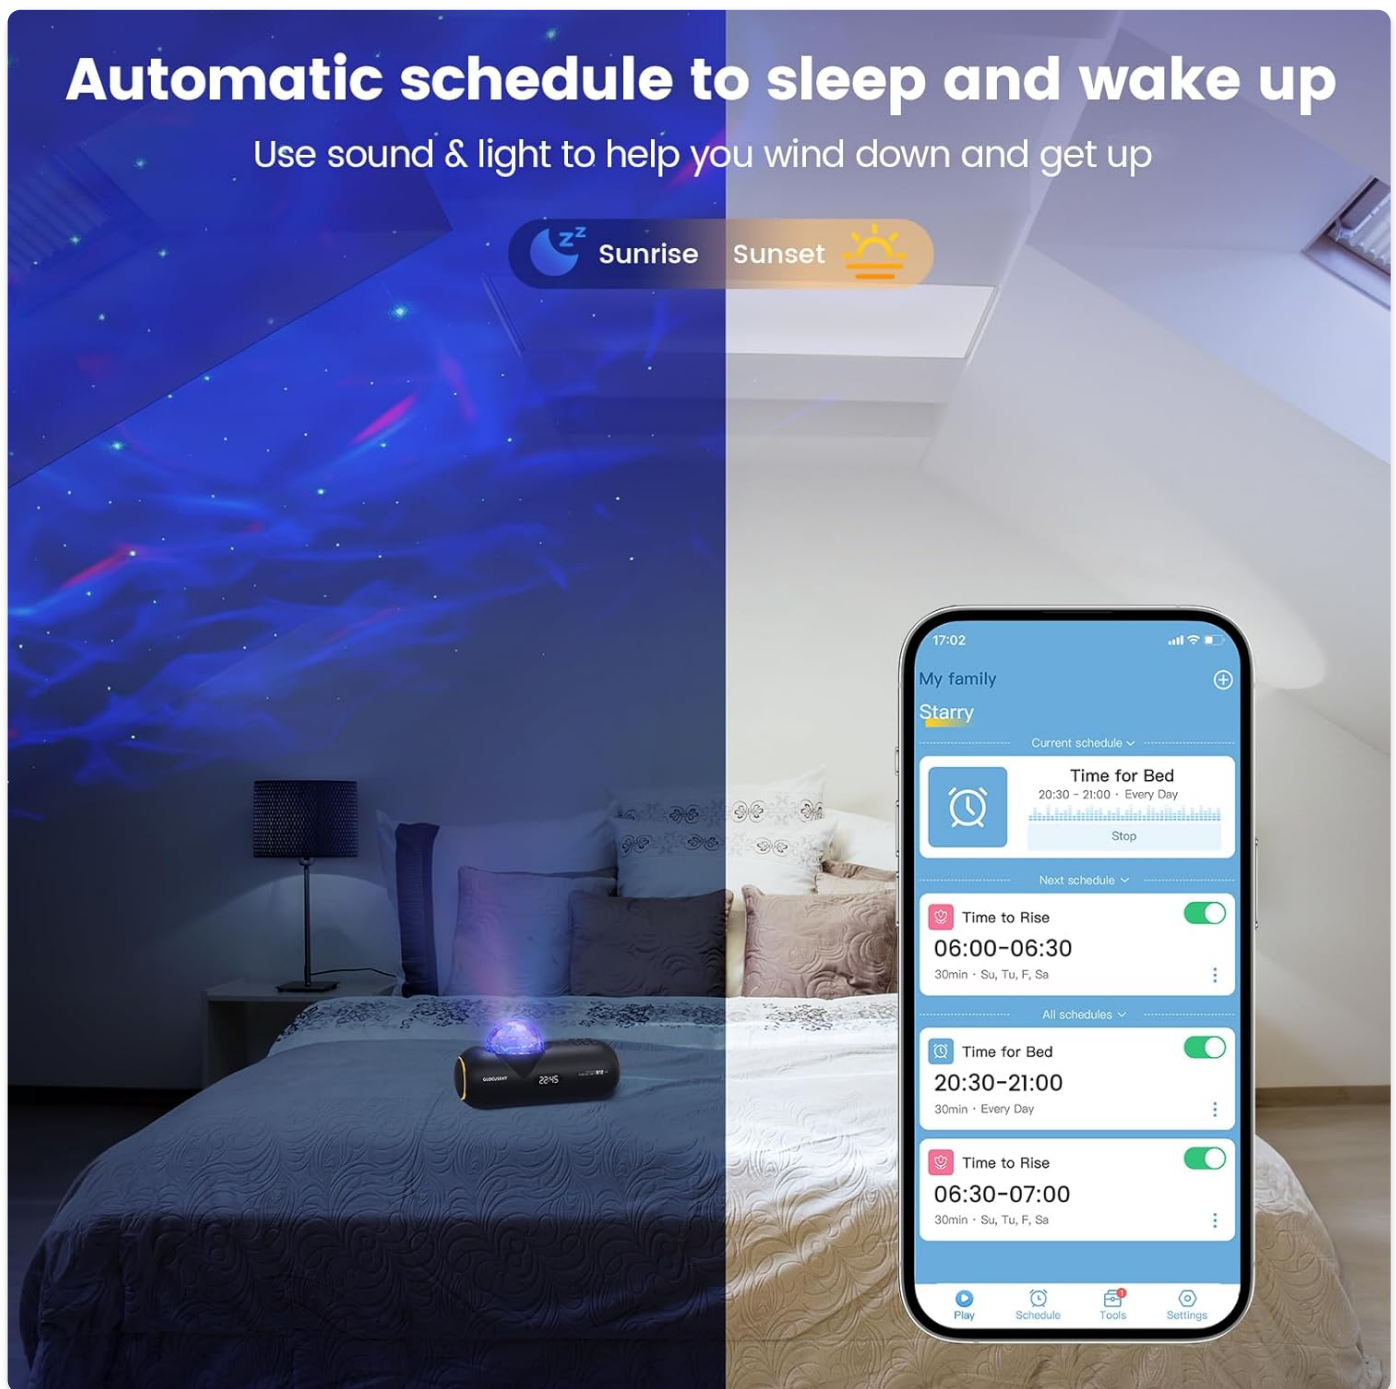 Automatic schedule to sleep and wake up
Use sound & light to help you wind down and get up
Sunrise Sunset
17:02
My family
Starry
Current schedule
Time for Bed
20:30 - 21:00 · Every Day
Stop
Next schedule
Time to Rise
06:00-06:30
30min · Su, Tu, F, Sa
All schedules
Time for Bed
20:30-21:00
30min · Every Day
Time to Rise
06:30-07:00
30min · Su, Tu, F, Sa
1
Play Schedule Tools Settings
22:45